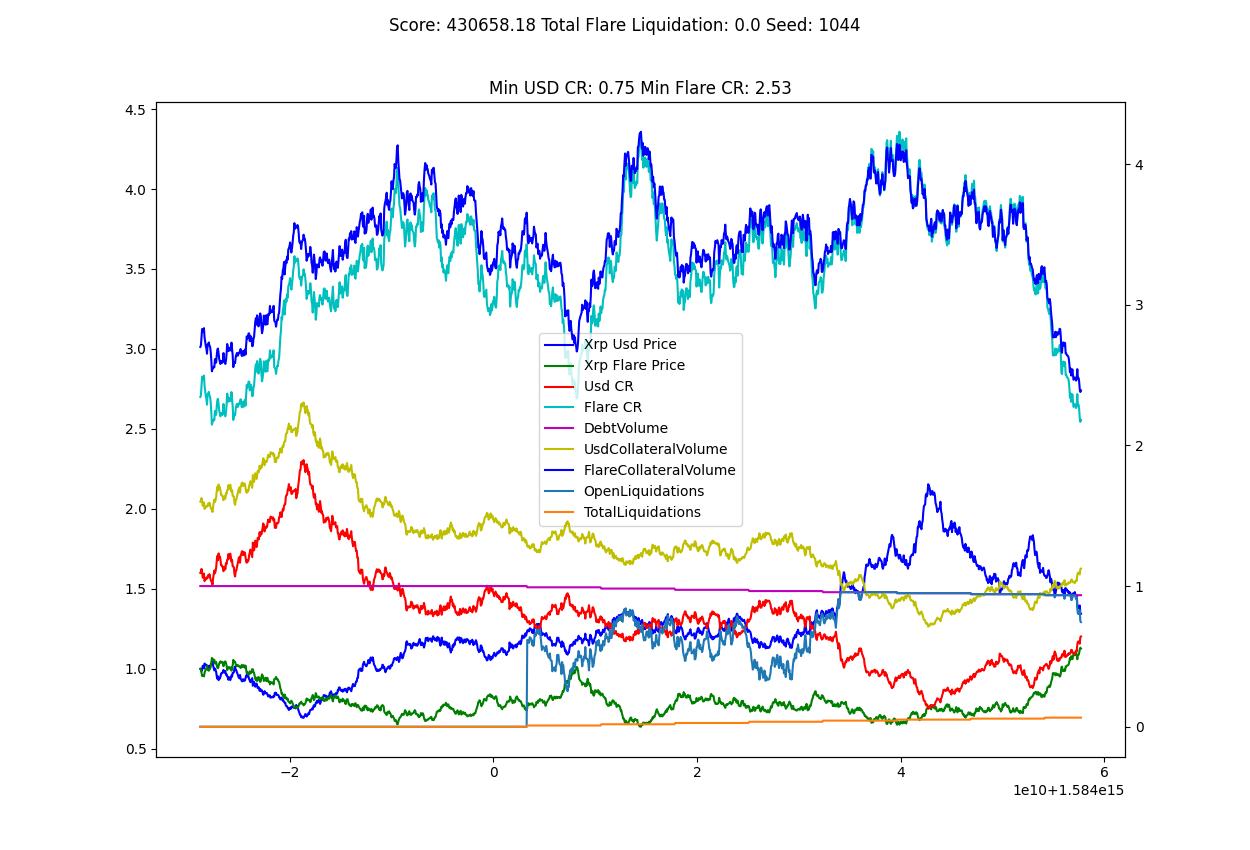 Score: 430658.18 Total Flare Liquidation: 0.0 Seed: 1044
Min USD CR: 0.75 Min Flare CR: 2.53
4.5
4.0
3.5
3.0
2.5
2.0
1.5
1.0
0.5
4
3
2
1
0
Xrp Usd Price
Xrp Flare Price
Usd CR
Flare CR
DebtVolume
UsdCollateralVolume
FlareCollateralVolume
OpenLiquidations
TotalLiquidations
−2 0 2 4 6
1e10+1.584e15